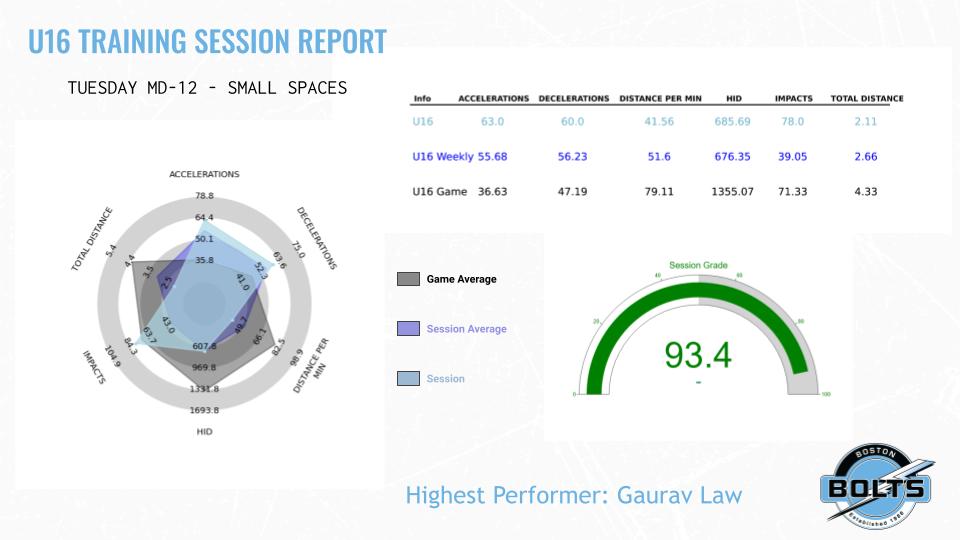 U16 TRAINING SESSION REPORT
TUESDAY MD-12 - SMALL SPACES
Info ACCELERATIONS DECELERATIONS DISTANCE PER MIN HID IMPACTS TOTAL DISTANCE
U16 63.0 60.0 41.56 685.69 78.0 2.11
U16 Weekly 55.68 56.23 51.6 676.35 39.05 2.66
U16 Game 36.63 47.19 79.11 1355.07 71.33 4.33
ACCELERATIONS
78.8
64.4
50.1
35.8
DECELERATIONS
75.0
63.6
52.3
41.0
DISTANCE PER
MIN
98.9
82.5
66.1
49.7
HID
607.8
969.8
1331.8
1693.8
IMPACTS
104.9
84.3
63.7
43.0
TOTAL DISTANCE
5.4
4.4
3.5
2.5
Game Average
Session Average
Session
Session Grade
0
20
40
60
80
100
93.4
-
Highest Performer: Gaurav Law
BOSTON
BOLTS
Established 1986